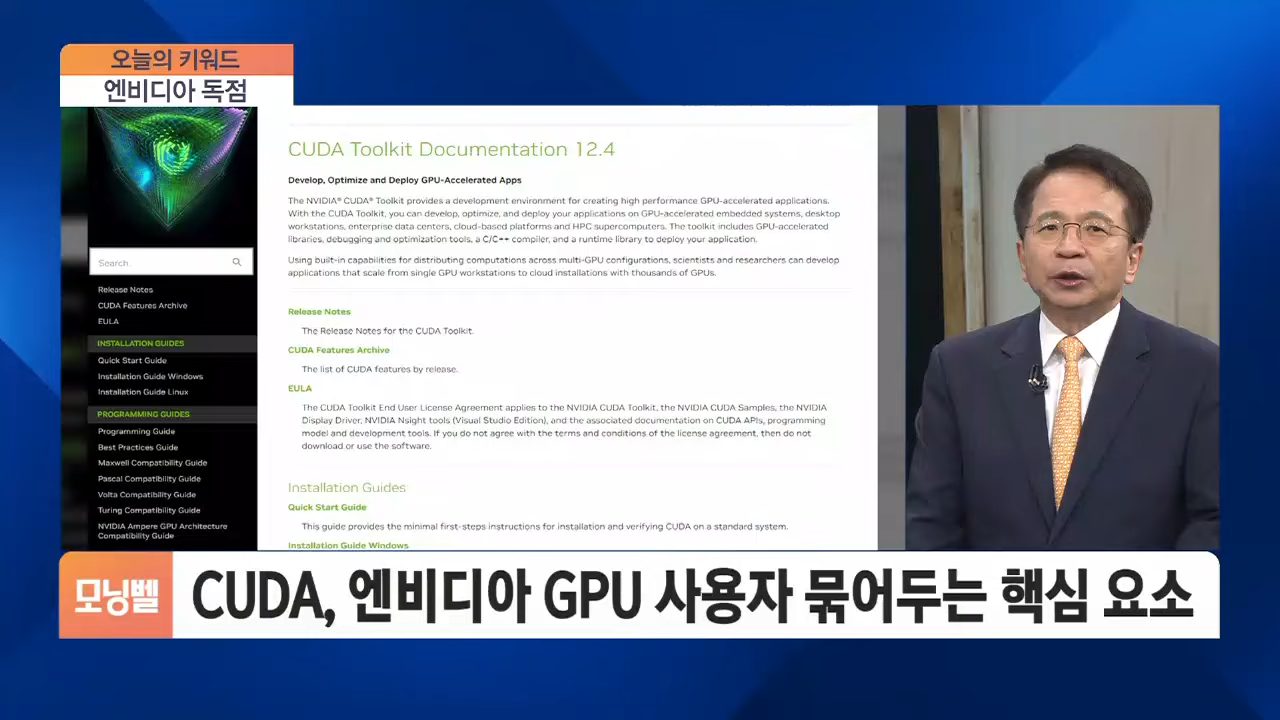 오늘의 키워드
엔비디아 독점
Search
Release Notes
CUDA Features Archive
EULA
INSTALLATION GUIDES
Quick Start Guide
Installation Guide Windows
Installation Guide Linux
PROGRAMMING GUIDES
Programming Guide
Best Practices Guide
Maxwell Compatibility Guide
Pascal Compatibility Guide
Volta Compatibility Guide
Turing Compatibility Guide
NVIDIA Ampere GPU Architecture
Compatibility Guide
CUDA Toolkit Documentation 12.4
Develop, Optimize and Deploy GPU-Accelerated Apps
The NVIDIA® CUDA® Toolkit provides a development environment for creating high performance GPU-accelerated applications.
With the CUDA Toolkit, you can develop, optimize, and deploy your applications on GPU-accelerated embedded systems, desktop
workstations, enterprise data centers, cloud-based platforms and HPC supercomputers. The toolkit includes GPU-accelerated
libraries, debugging and optimization tools, a C/C++ compiler, and a runtime library to deploy your application.
Using built-in capabilities for distributing computations across multi-GPU configurations, scientists and researchers can develop
applications that scale from single GPU workstations to cloud installations with thousands of GPUs.
Release Notes
The Release Notes for the CUDA Toolkit.
CUDA Features Archive
The list of CUDA features by release.
EULA
The CUDA Toolkit End User License Agreement applies to the NVIDIA CUDA Toolkit, the NVIDIA CUDA Samples, the NVIDIA
Display Driver, NVIDIA Nsight tools (Visual Studio Edition), and the associated documentation on CUDA APIs, programming
model and development tools. If you do not agree with the terms and conditions of the license agreement, then do not
download or use the software.
Installation Guides
Quick Start Guide
This guide provides the minimal first-steps instructions for installation and verifying CUDA on a standard system.
Installation Guide Windows
모닝벨
CUDA, 엔비디아 GPU 사용자 묶어두는 핵심 요소